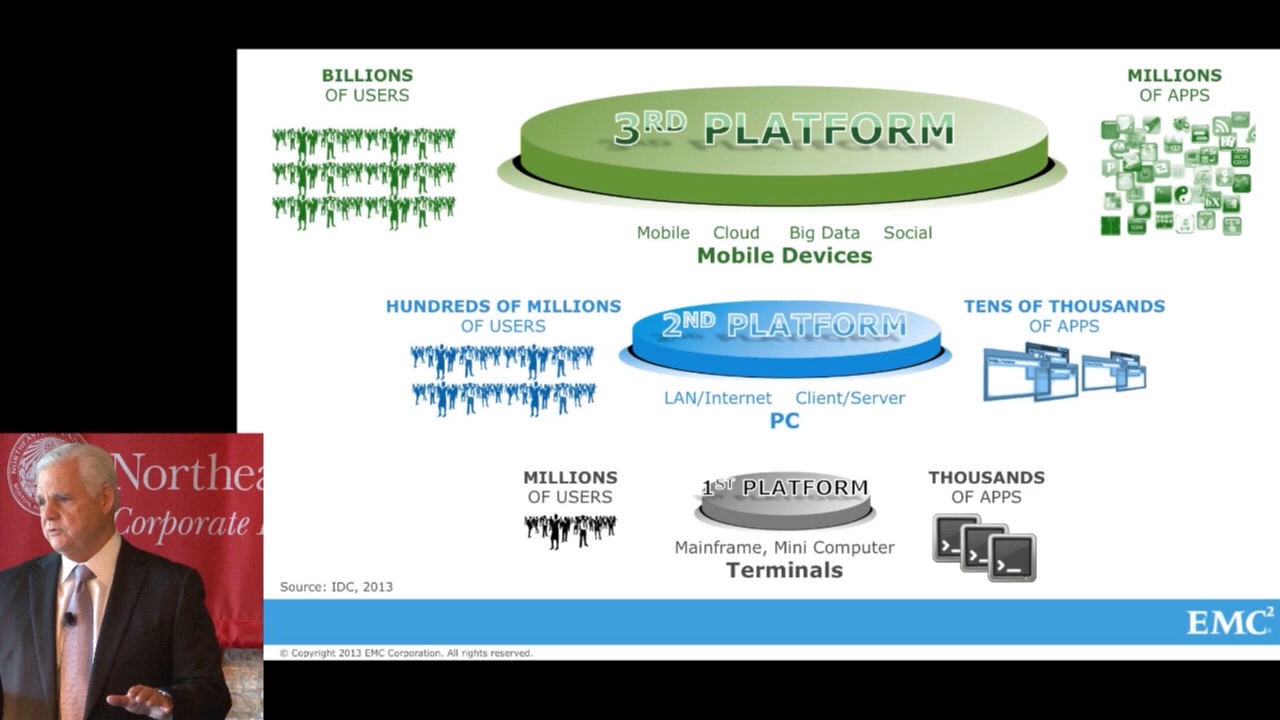 BILLIONS
OF USERS
3RD PLATFORM
MILLIONS
OF APPS
Mobile Cloud Big Data Social
Mobile Devices
HUNDREDS OF MILLIONS
OF USERS
2ND PLATFORM
TENS OF THOUSANDS
OF APPS
LAN/Internet Client/Server
PC
MILLIONS
OF USERS
1ST PLATFORM
THOUSANDS
OF APPS
Mainframe, Mini Computer
Terminals
Source: IDC, 2013
EMC2
© Copyright 2013 EMC Corporation. All rights reserved.
Northea
Corporate